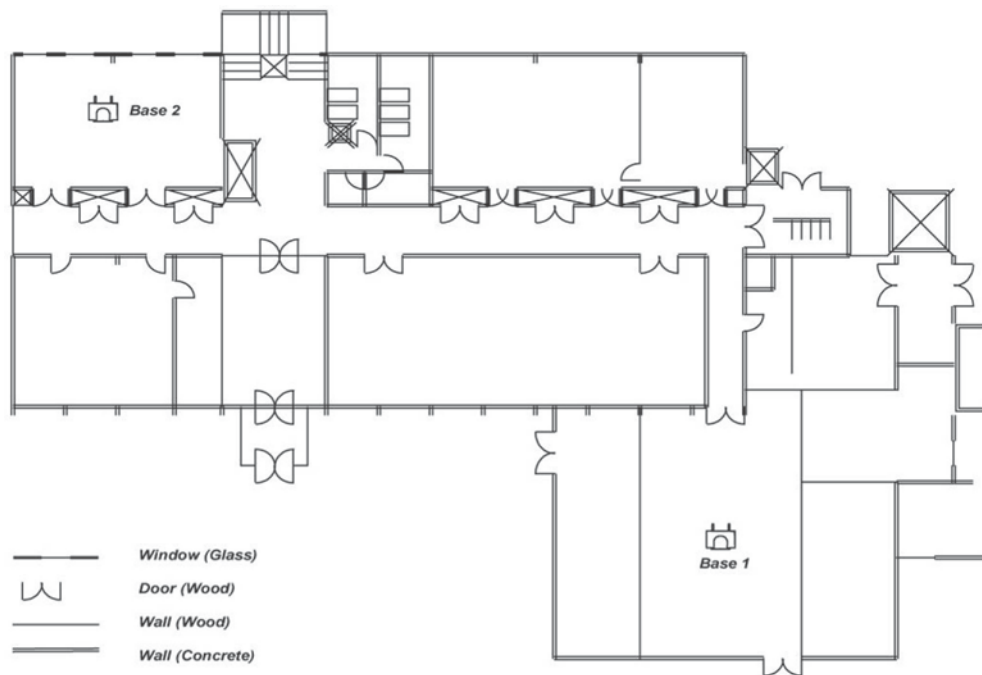 Base 2
Base 1
Window (Glass)
Door (Wood)
Wall (Wood)
Wall (Concrete)